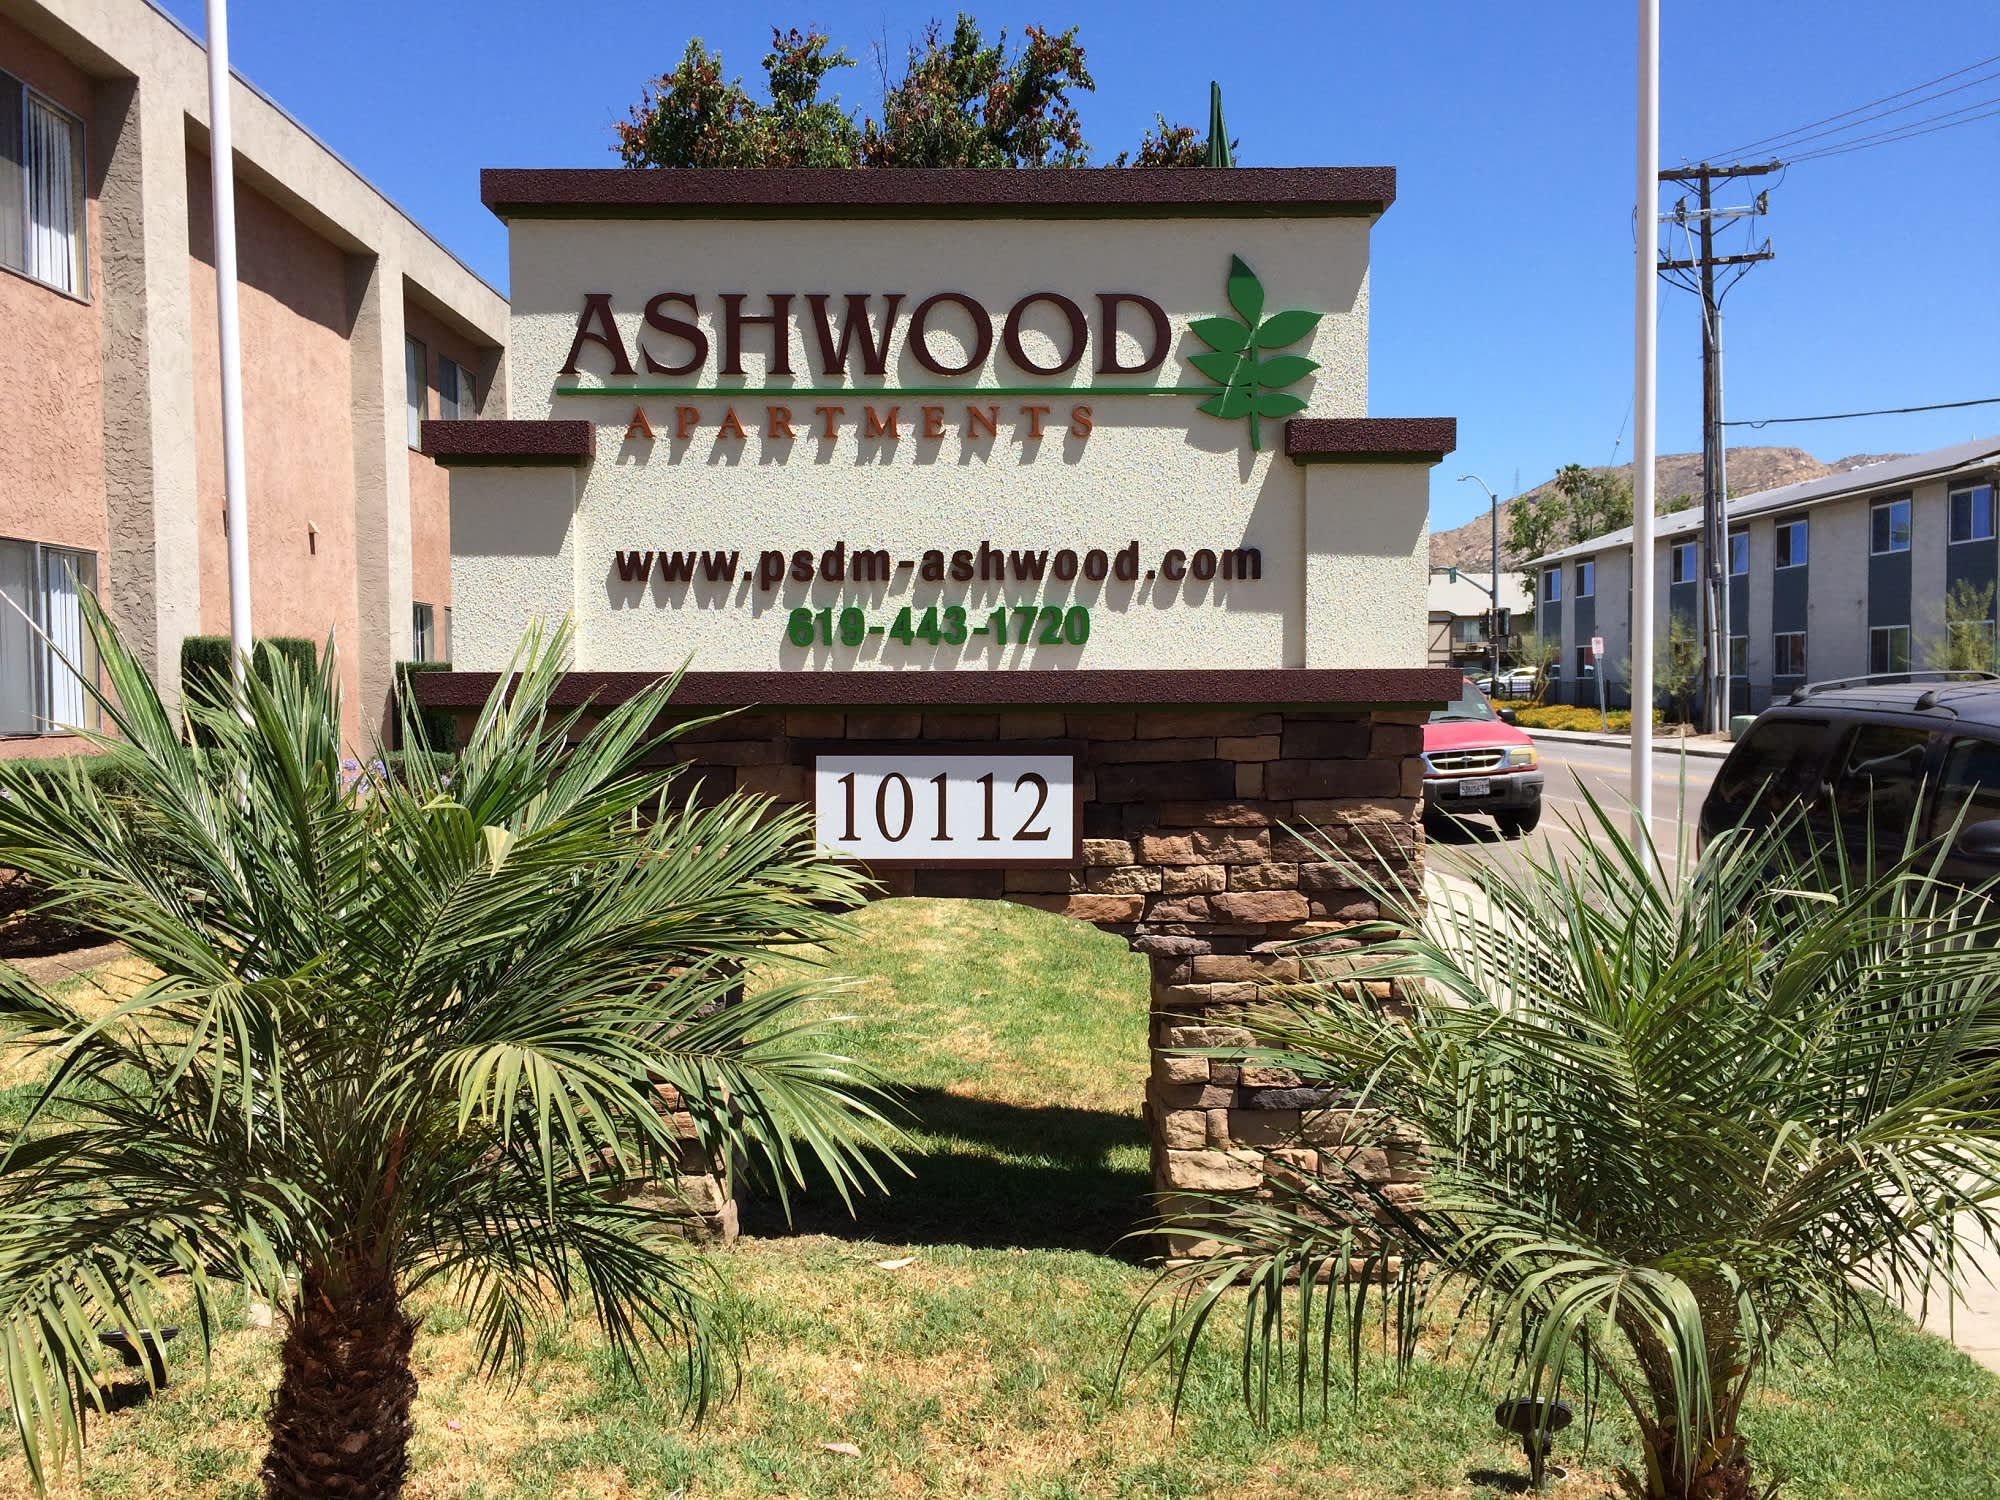 ASHWOOD
APARTMENTS
www.psdm-ashwood.com
619-443-1720
10112